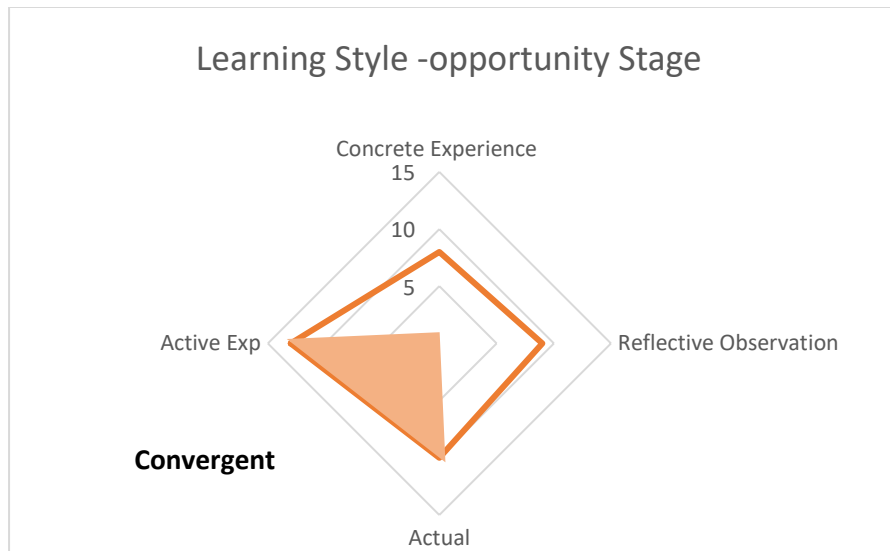 Learning Style -opportunity Stage
Concrete Experience
15
10
5
Active Exp
Reflective Observation
Convergent
Actual